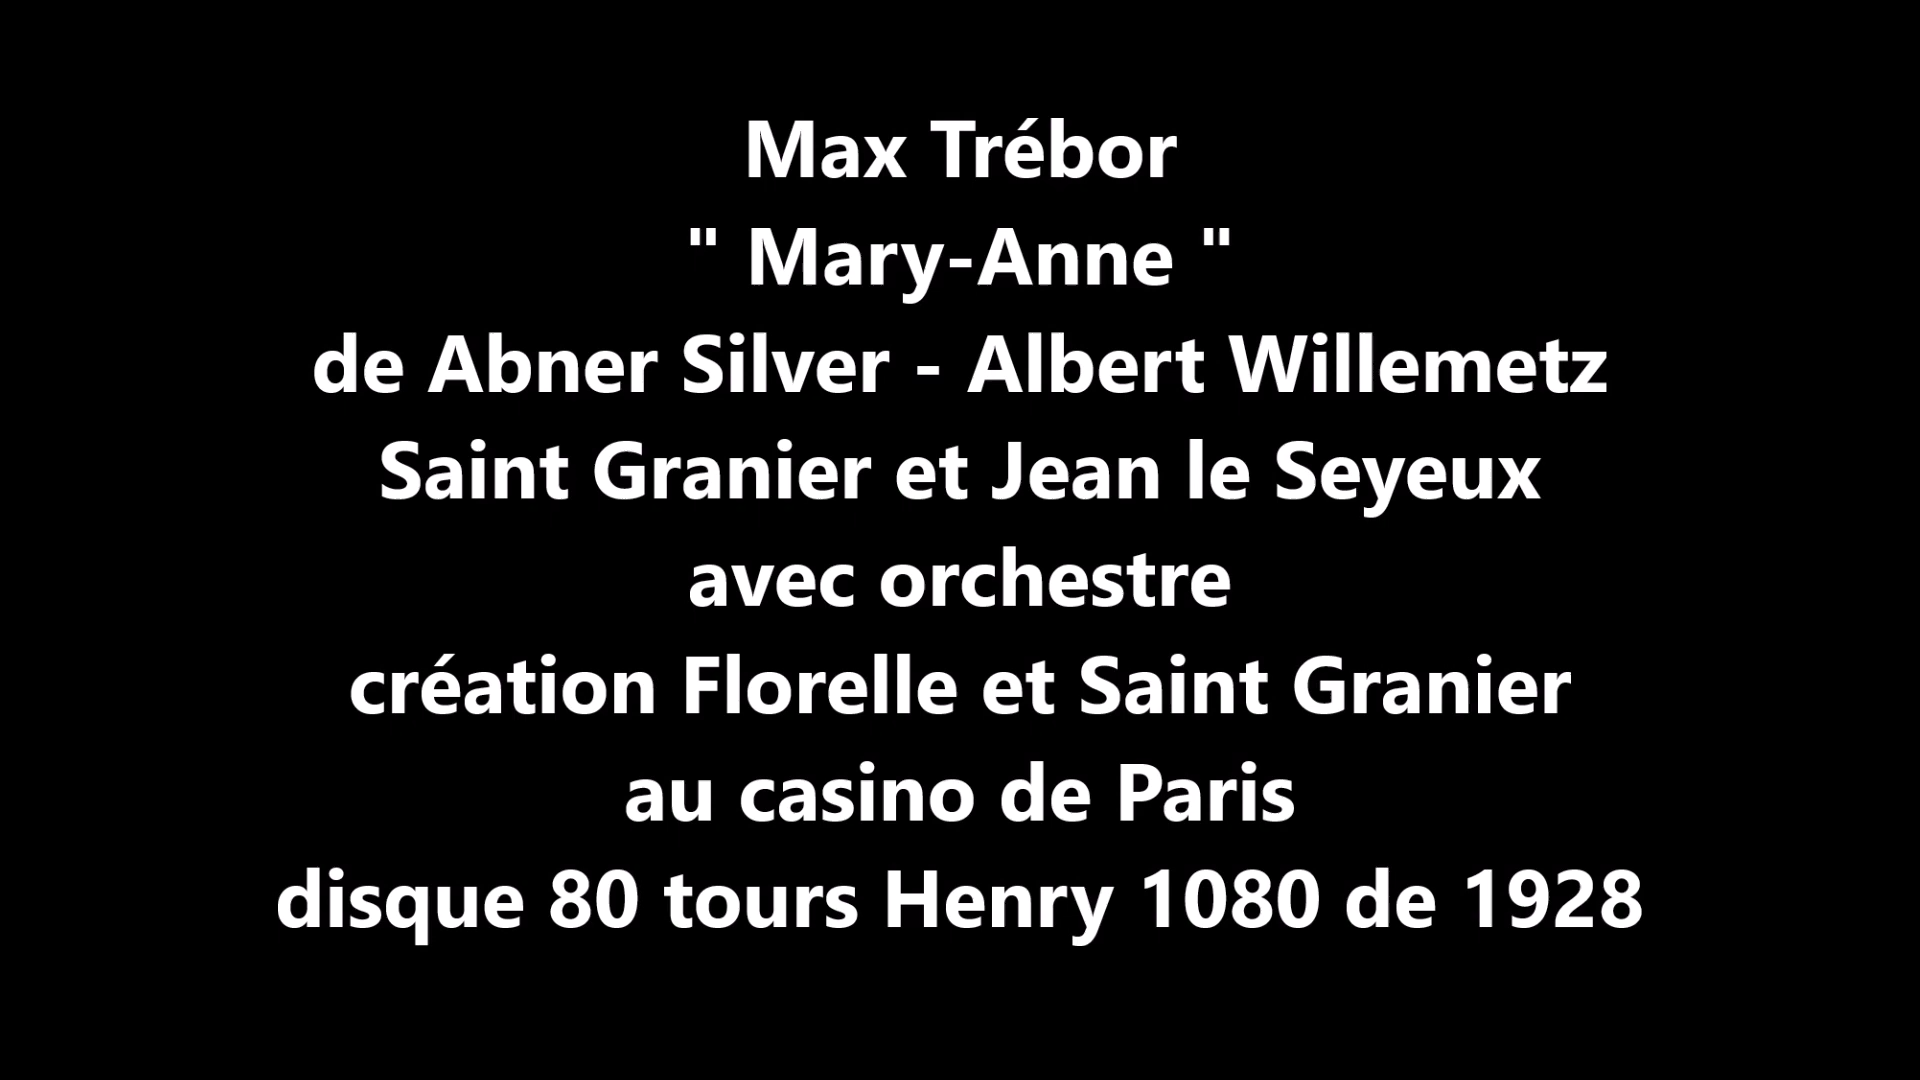 Max Trébor
" Mary-Anne "
de Abner Silver - Albert Willemetz
Saint Granier et Jean le Seyeux
avec orchestre
création Florelle et Saint Granier
au casino de Paris
disque 80 tours Henry 1080 de 1928